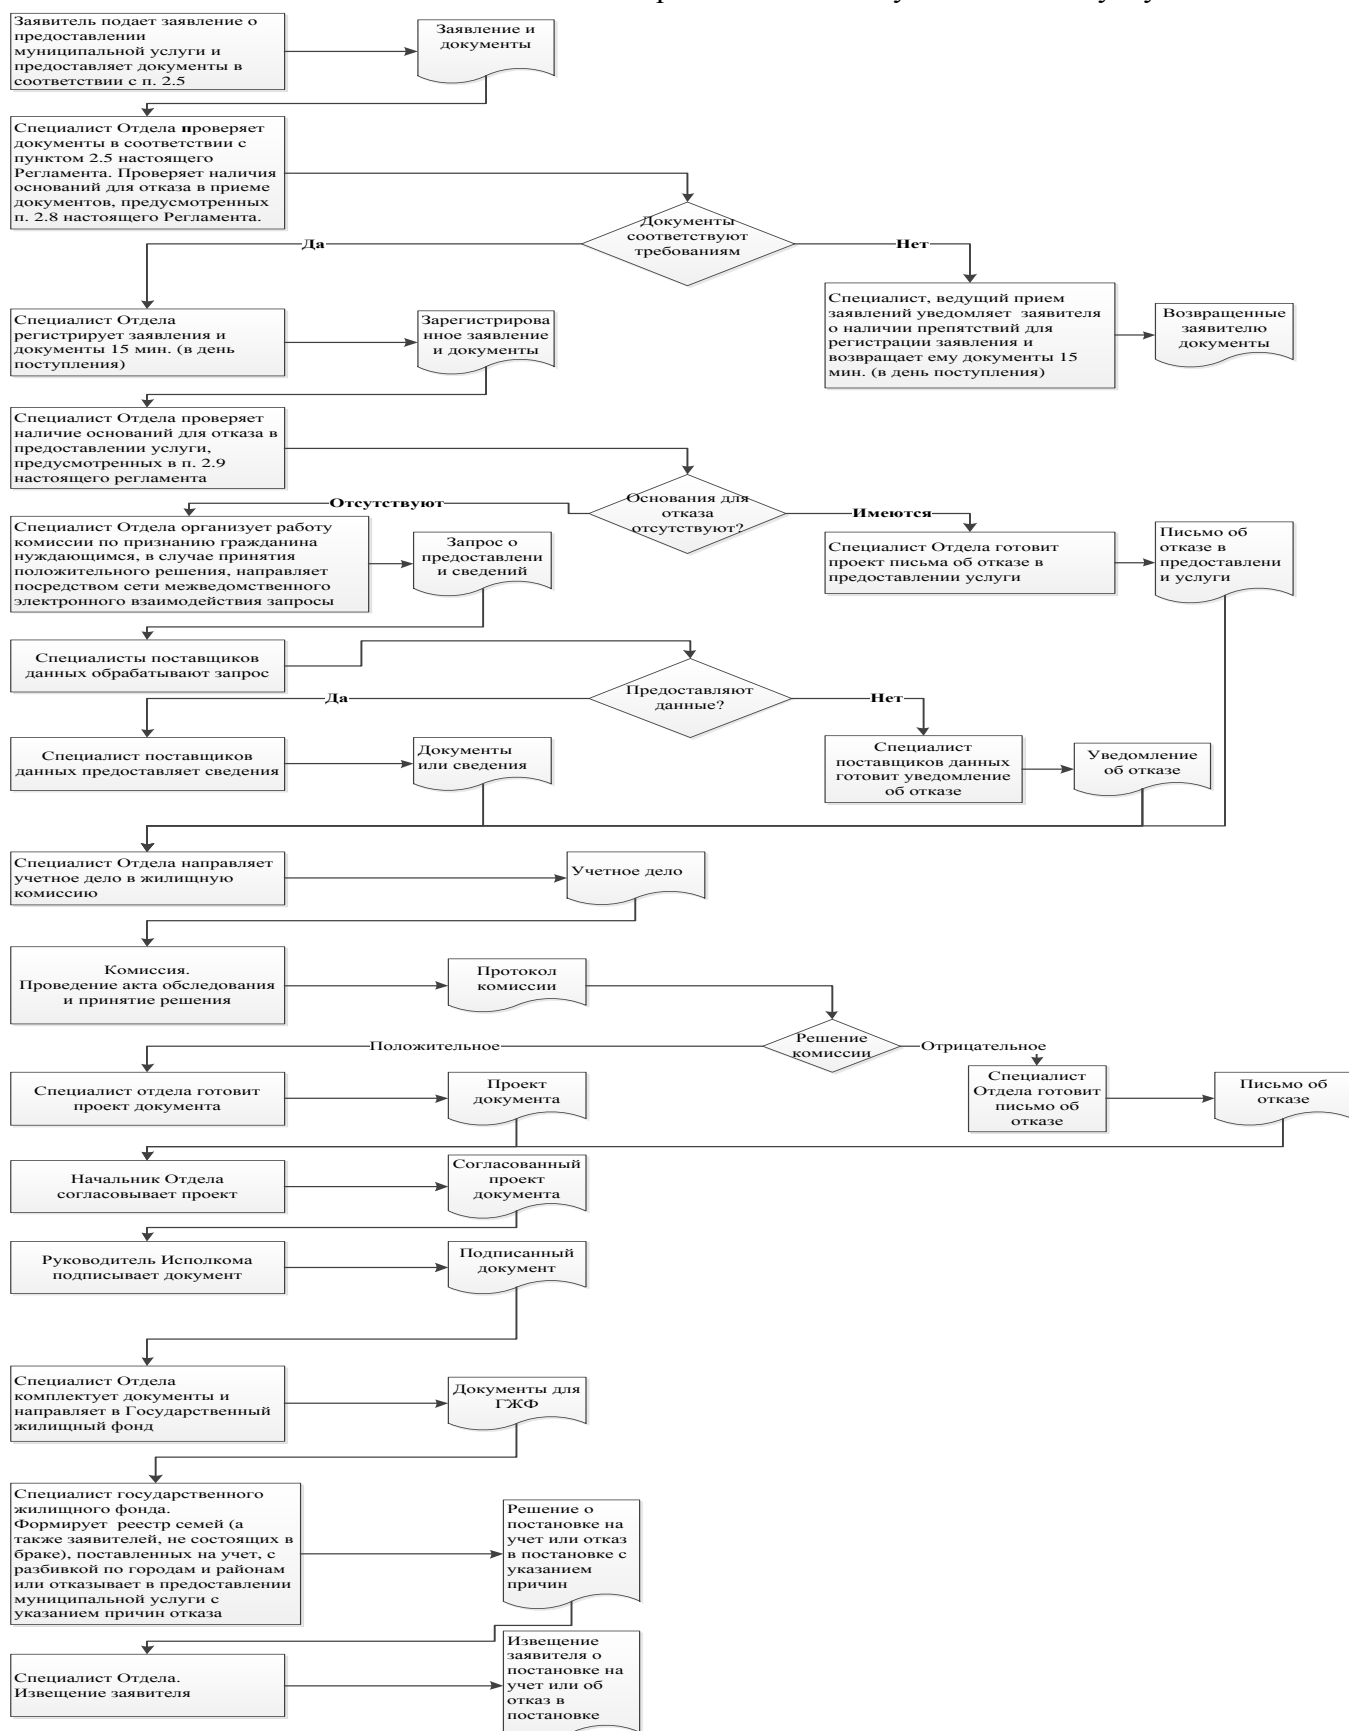 Заявитель подает заявление о
предоставлении
муниципальной услуги и
предоставляет документы в
соответствии с п. 2.5
Заявление и
документы
Специалист Отдела проверяет
документы в соответствии с
пунктом 2.5 настоящего
Регламента. Проверяет наличия
оснований для отказа в приеме
документов, предусмотренных
п. 2.8 настоящего Регламента.
Документы
соответствуют
требованиям
Да
Нет
Специалист Отдела
регистрирует заявления и
документы 15 мин. (в день
поступления)
Зарегистрирова
нное заявление
и документы
Специалист, ведущий прием
заявлений уведомляет заявителя
о наличии препятствий для
регистрации заявления и
возвращает ему документы 15
мин. (в день поступления)
Возвращенные
заявителю
документы
Специалист Отдела проверяет
наличие оснований для отказа в
предоставлении услуги,
предусмотренных в п. 2.9
настоящего регламента
Основания для
отказа
отсутствуют?
Отсутствуют
Имеются
Специалист Отдела организует работу
комиссии по признанию гражданина
нуждающимся, в случае принятия
положительного решения, направляет
посредством сети межведомственного
электронного взаимодействия запросы
Запрос о
предоставлени
и сведений
Специалист Отдела готовит
проект письма об отказе в
предоставлении услуги
Письмо об
отказе в
предоставлени
и услуги
Специалисты поставщиков
данных обрабатывают запрос
Предоставляют
данные?
Да
Нет
Специалист поставщиков
данных предоставляет сведения
Документы
или сведения
Специалист
поставщиков данных
готовит уведомление
об отказе
Уведомление
об отказе
Специалист Отдела направляет
учетное дело в жилищную
комиссию
Учетное дело
Комиссия.
Проведение акта обследования
и принятие решения
Протокол
комиссии
Решение
комиссии
Положительное
Отрицательное
Специалист отдела готовит
проект документа
Проект
документа
Специалист
Отдела готовит
письмо об
отказе
Письмо об
отказе
Начальник Отдела
согласовывает проект
Согласованный
проект
документа
Руководитель Исполкома
подписывает документ
Подписанный
документ
Специалист Отдела
комплектует документы и
направляет в Государственный
жилищный фонд
Документы для
ГЖФ
Специалист государственного
жилищного фонда.
Формирует реестр семей (а
также заявителей, не состоящих в
браке), поставленных на учет, с
разбивкой по городам и районам
или отказывает в предоставлении
муниципальной услуги с
указанием причин отказа
Решение о
постановке на
учет или отказ
в постановке с
указанием
причин
Специалист Отдела.
Извещение заявителя
Извещение
заявителя о
постановке на
учет или об
отказ в
постановке